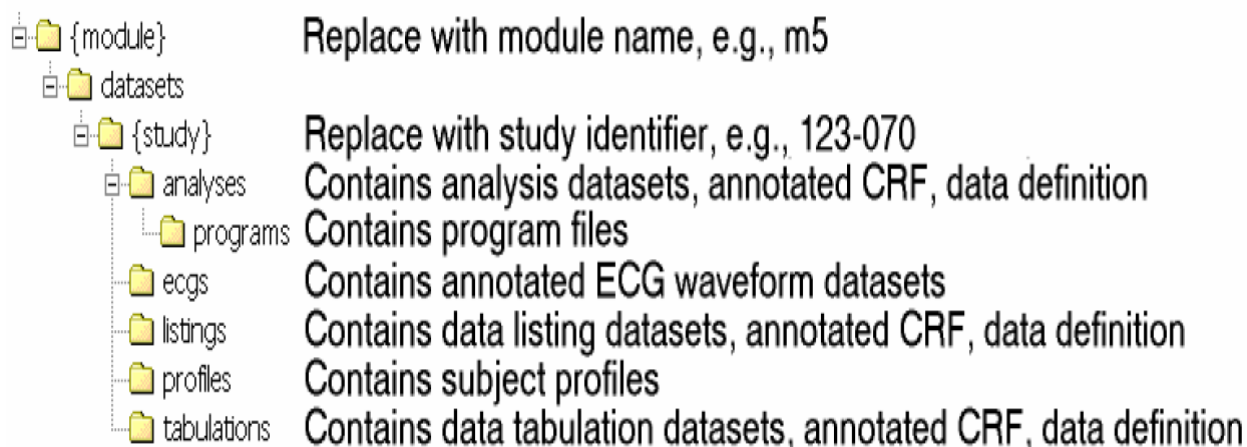 {module} Replace with module name, e.g., m5
datasets
{study} Replace with study identifier, e.g., 123-070
analyses Contains analysis datasets, annotated CRF, data definition
programs Contains program files
ecgs Contains annotated ECG waveform datasets
listings Contains data listing datasets, annotated CRF, data definition
profiles Contains subject profiles
tabulations Contains data tabulation datasets, annotated CRF, data definition